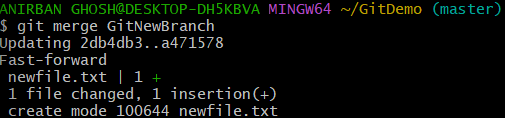 ANIRBAN GHOSH@DESKTOP-DH5KBVA MINGW64 ~/GitDemo (master)
$ git merge GitNewBranch
Updating 2db4db3..a471578
Fast-forward
 newfile.txt | 1 +
 1 file changed, 1 insertion(+)
 create mode 100644 newfile.txt